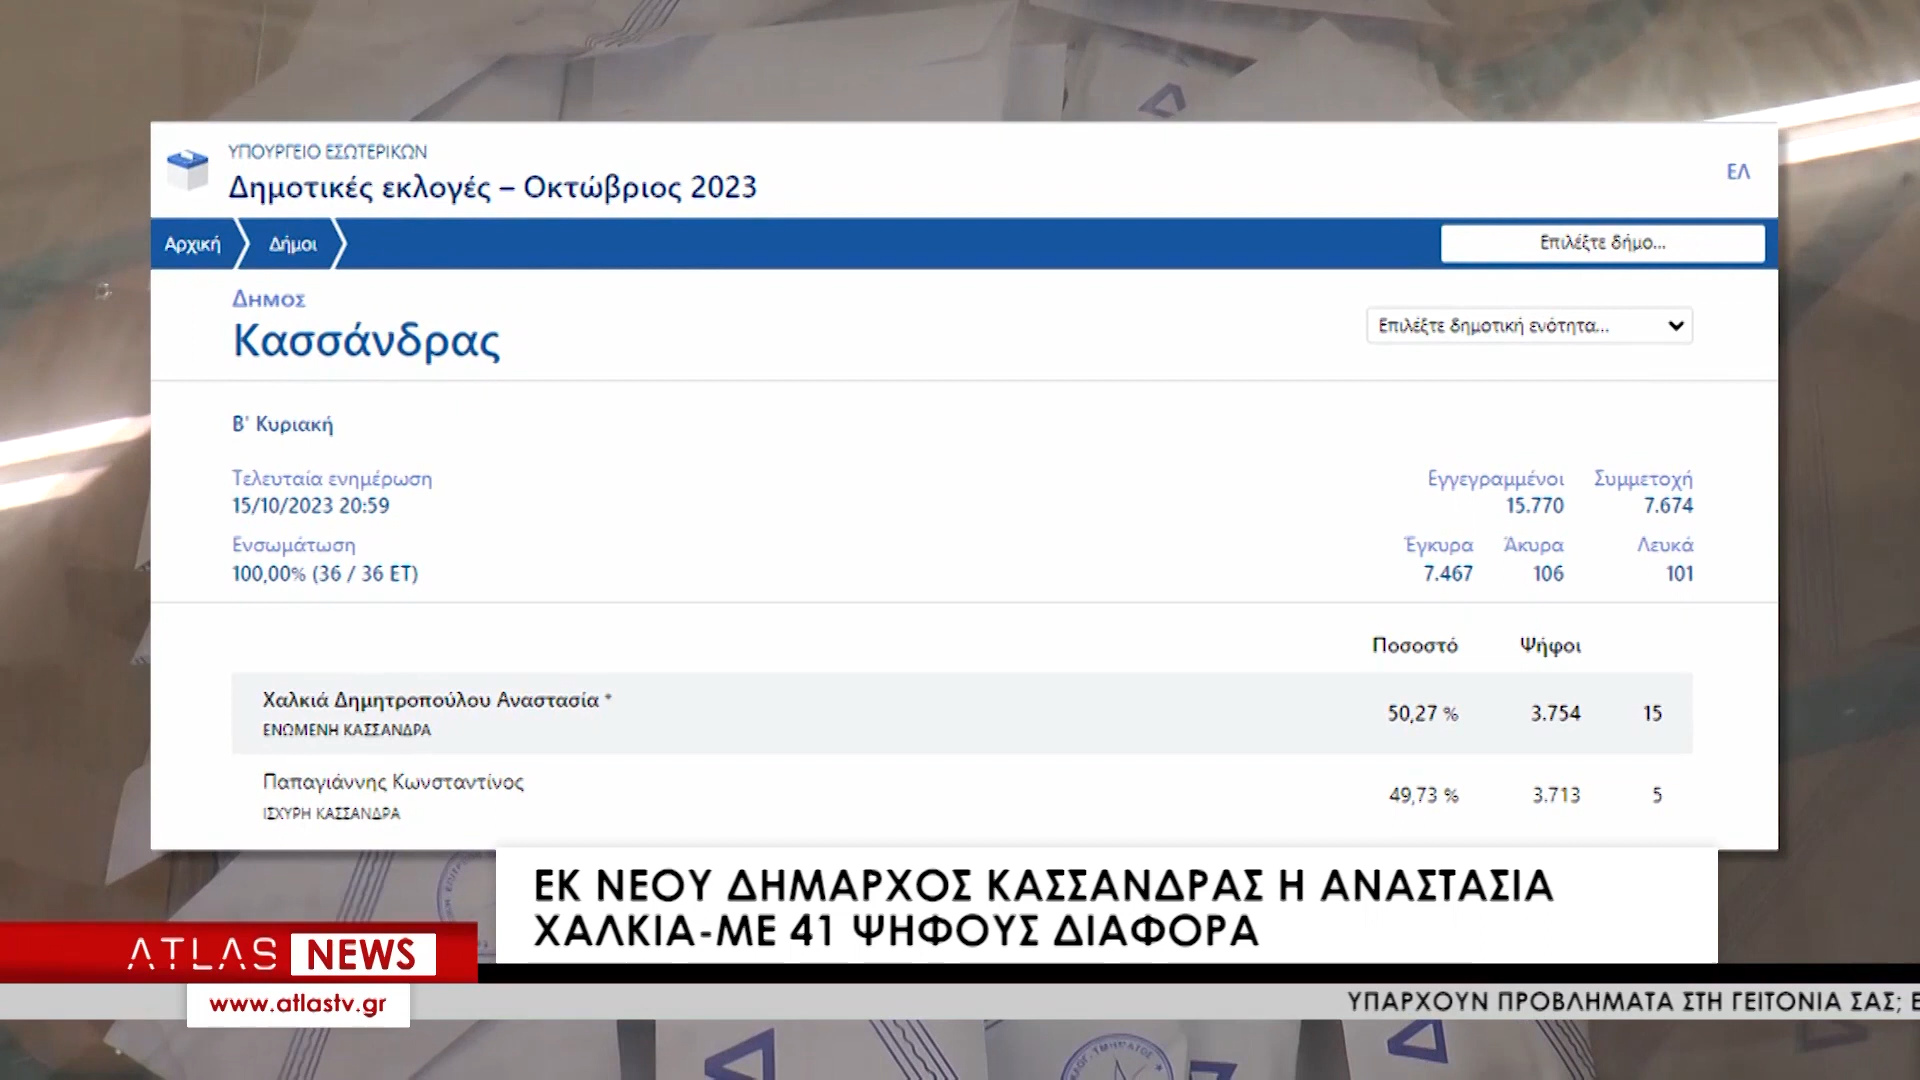 ΥΠΟΥΡΓΕΙΟ ΕΣΩΤΕΡΙΚΩΝ
Δημοτικές εκλογές – Οκτώβριος 2023
ΕΛ
Αρχική
Δήμοι
Επιλέξτε δήμο...
ΔΗΜΟΣ
Κασσάνδρας
Επιλέξτε δημοτική ενότητα...
Β' Κυριακή
Τελευταία ενημέρωση
15/10/2023 20:59
Ενσωμάτωση
100,00% (36 / 36 ΕΤ)
Εγγεγραμμένοι Συμμετοχή
15.770 7.674
Έγκυρα Άκυρα Λευκά
7.467 106 101
Ποσοστό Ψήφοι
Χαλκιά Δημητροπούλου Αναστασία *
ΕΝΩΜΕΝΗ ΚΑΣΣΑΝΔΡΑ
50,27 % 3.754 15
Παπαγιάννης Κωνσταντίνος
ΙΣΧΥΡΗ ΚΑΣΣΑΝΔΡΑ
49,73 % 3.713 5
ΕΚ ΝΕΟΥ ΔΗΜΑΡΧΟΣ ΚΑΣΣΑΝΔΡΑΣ Η ΑΝΑΣΤΑΣΙΑ
ΧΑΛΚΙΑ-ΜΕ 41 ΨΗΦΟΥΣ ΔΙΑΦΟΡΑ
ATLAS NEWS
www.atlastv.gr
ΥΠΑΡΧΟΥΝ ΠΡΟΒΛΗΜΑΤΑ ΣΤΗ ΓΕΙΤΟΝΙΑ ΣΑΣ;